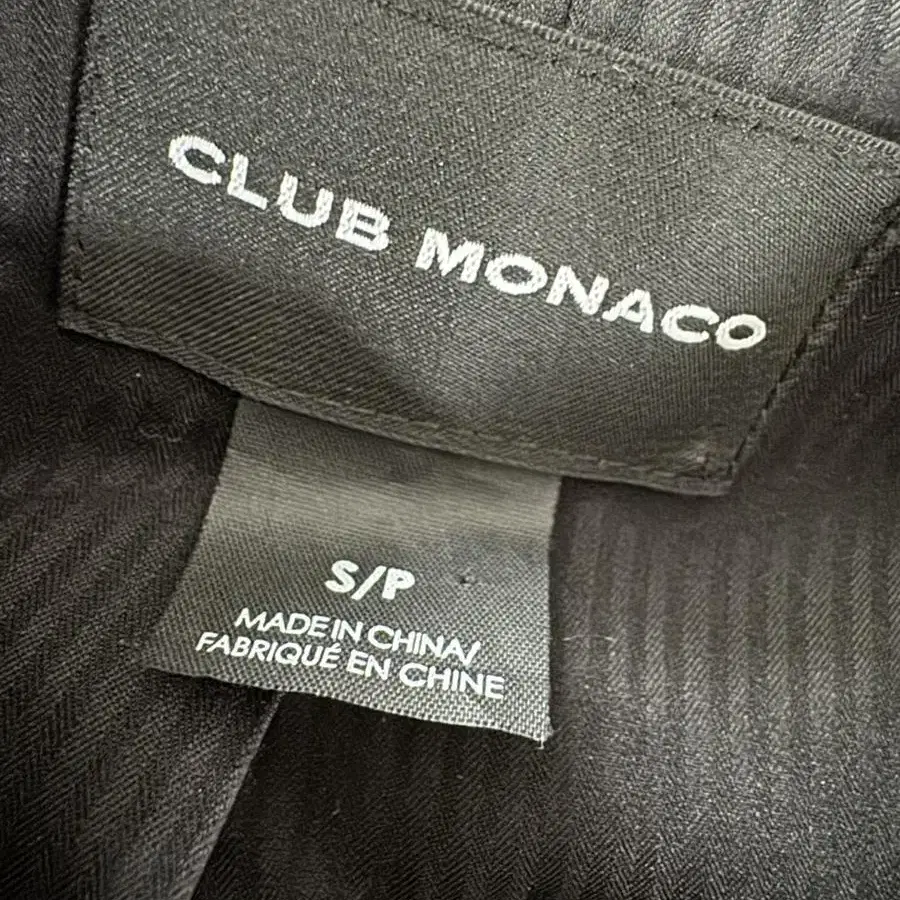 CLUB MONACO
S/P
MADE IN CHINA/
FABRIQUÉ EN CHINE